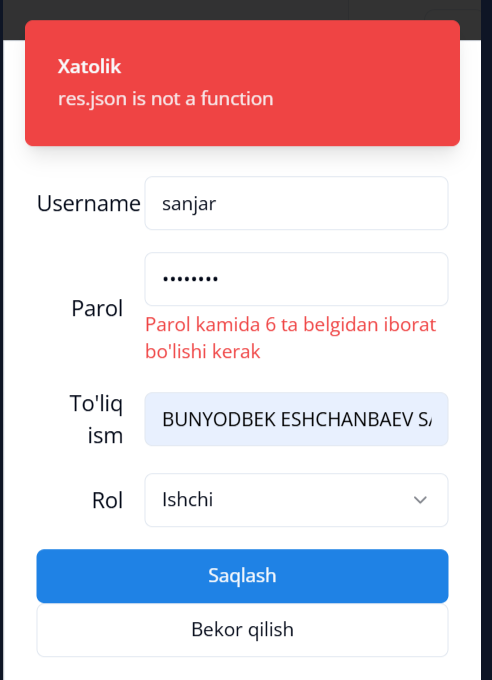 Xatolik
res.json is not a function
Username
sanjar
Parol
••••••••
Parol kamida 6 ta belgidan iborat
bo'lishi kerak
To'liq
ism
BUNYODBEK ESHCHANBAEV SA
Rol
Ishchi
Saqlash
Bekor qilish